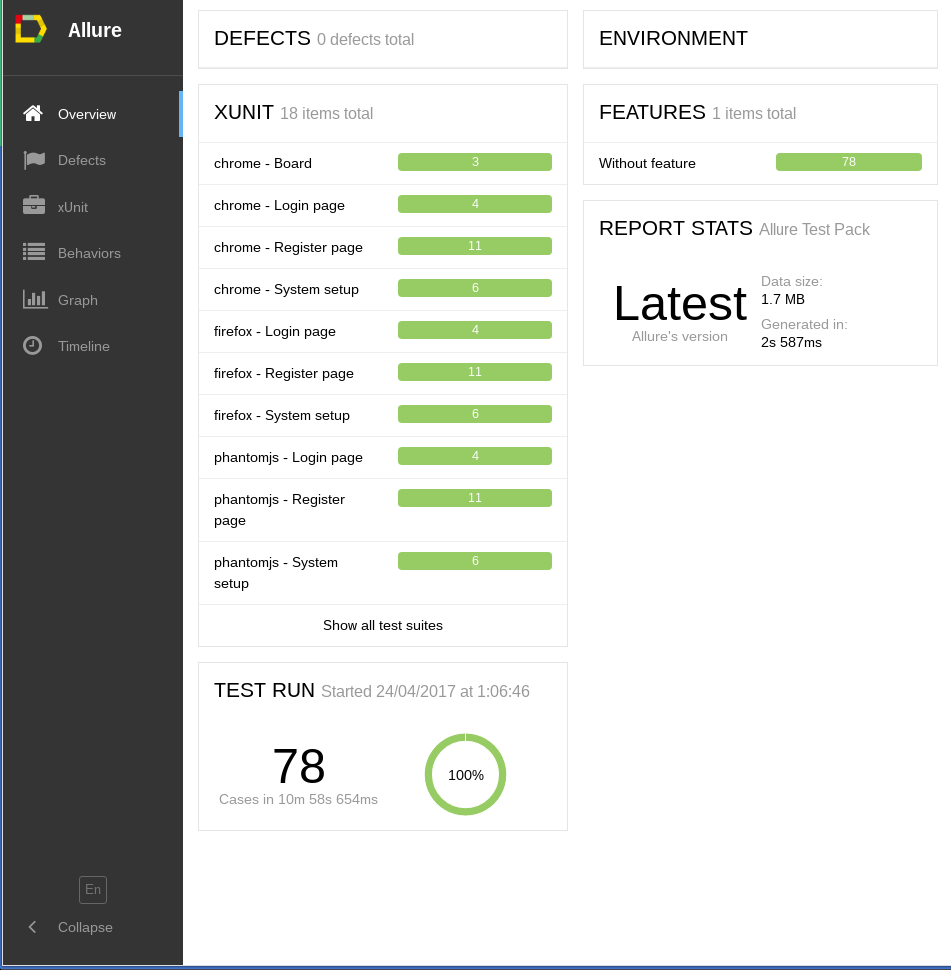 Allure
Overview
Defects
xUnit
Behaviors
Graph
Timeline
En
Collapse
DEFECTS 0 defects total
XUNIT 18 items total
chrome - Board 3
chrome - Login page 4
chrome - Register page 11
chrome - System setup 6
firefox - Login page 4
firefox - Register page 11
firefox - System setup 6
phantomjs - Login page 4
phantomjs - Register 11
page
phantomjs - System 6
setup
Show all test suites
TEST RUN Started 24/04/2017 at 1:06:46
78
Cases in 10m 58s 654ms
100%
ENVIRONMENT
FEATURES 1 items total
Without feature 78
REPORT STATS Allure Test Pack
Latest
Allure's version
Data size:
1.7 MB
Generated in:
2s 587ms